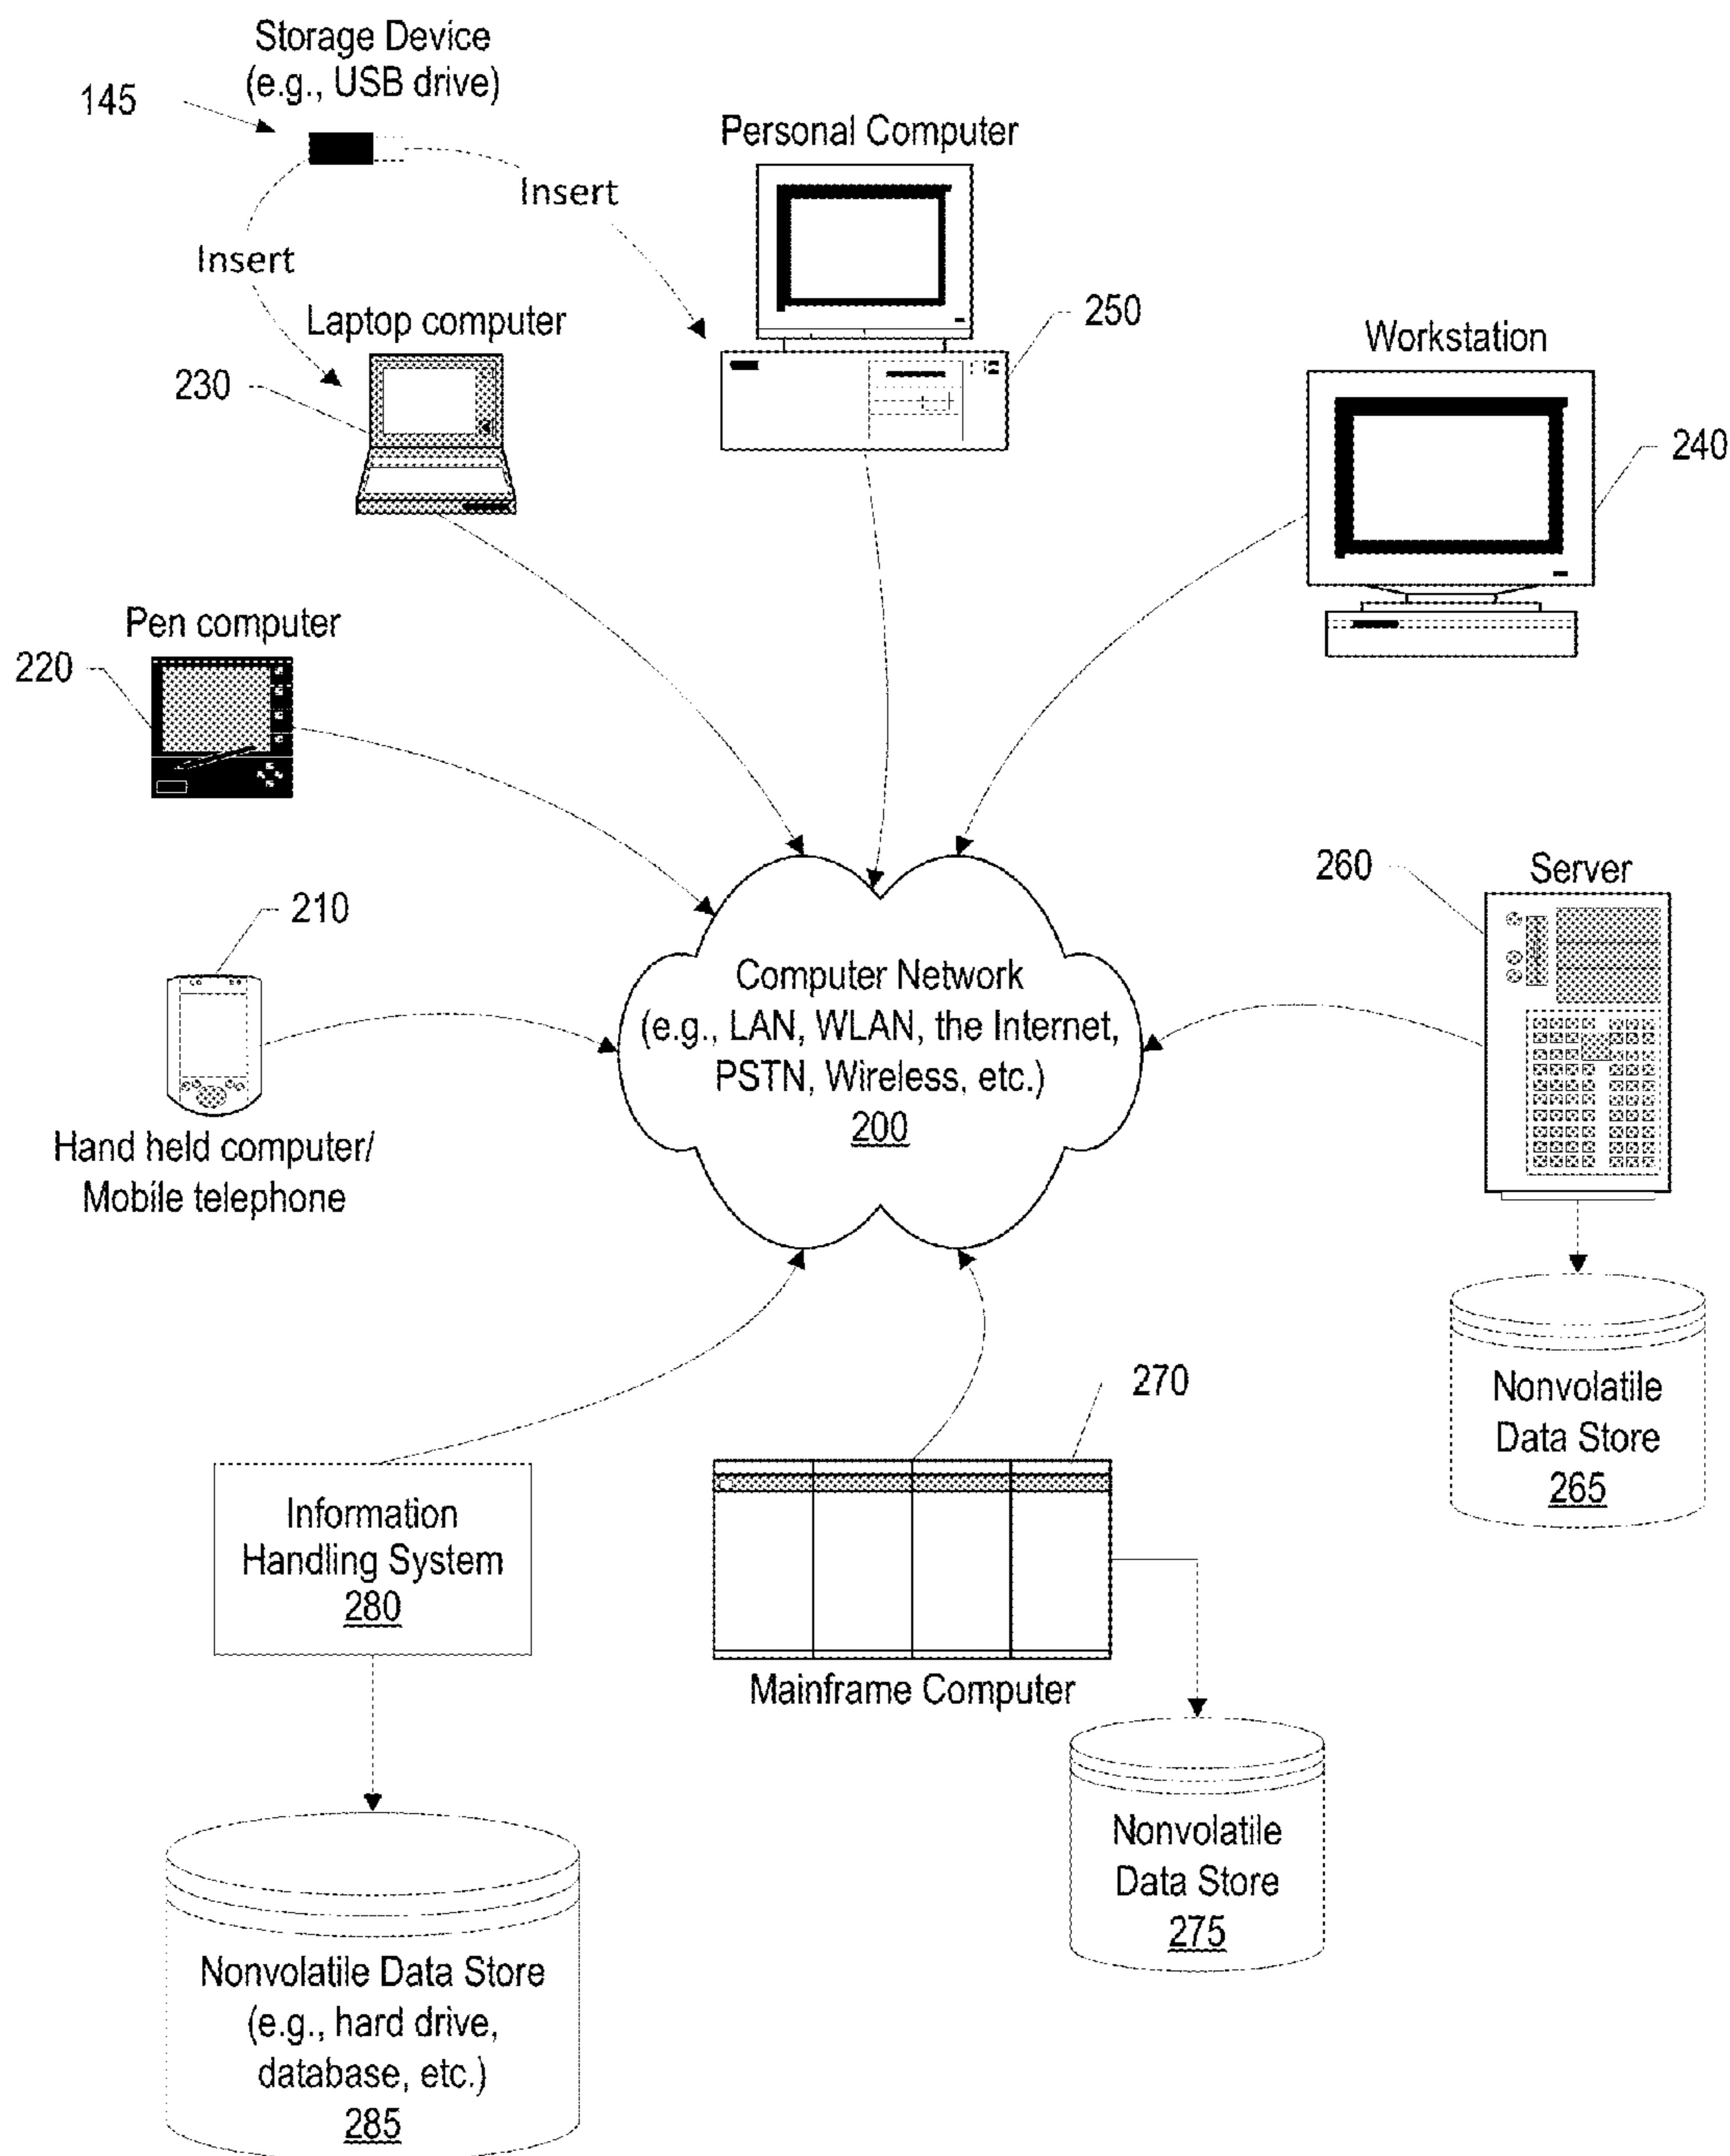 Storage Device
(e.g., USB drive)
145
Personal Computer
Insert
Insert
Laptop computer
250
Workstation
230
240
Pen computer
220
260
Server
210
Computer Network
(e.g., LAN, WLAN, the Internet,
PSTN, Wireless, etc.)
200
Hand held computer/
Mobile telephone
270
Nonvolatile
Data Store
265
Information
Handling System
280
Mainframe Computer
Nonvolatile
Data Store
275
Nonvolatile Data Store
(e.g., hard drive,
database, etc.)
285